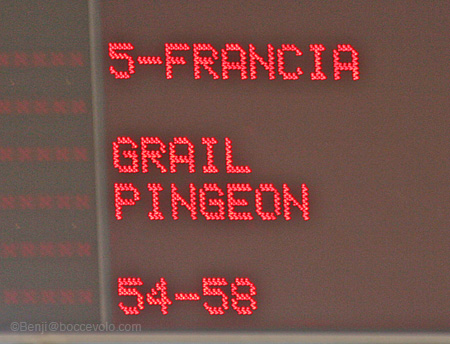 5-FRANCIA
GRAIL
PINGEON
54-58
©Benji@boccevolo.com